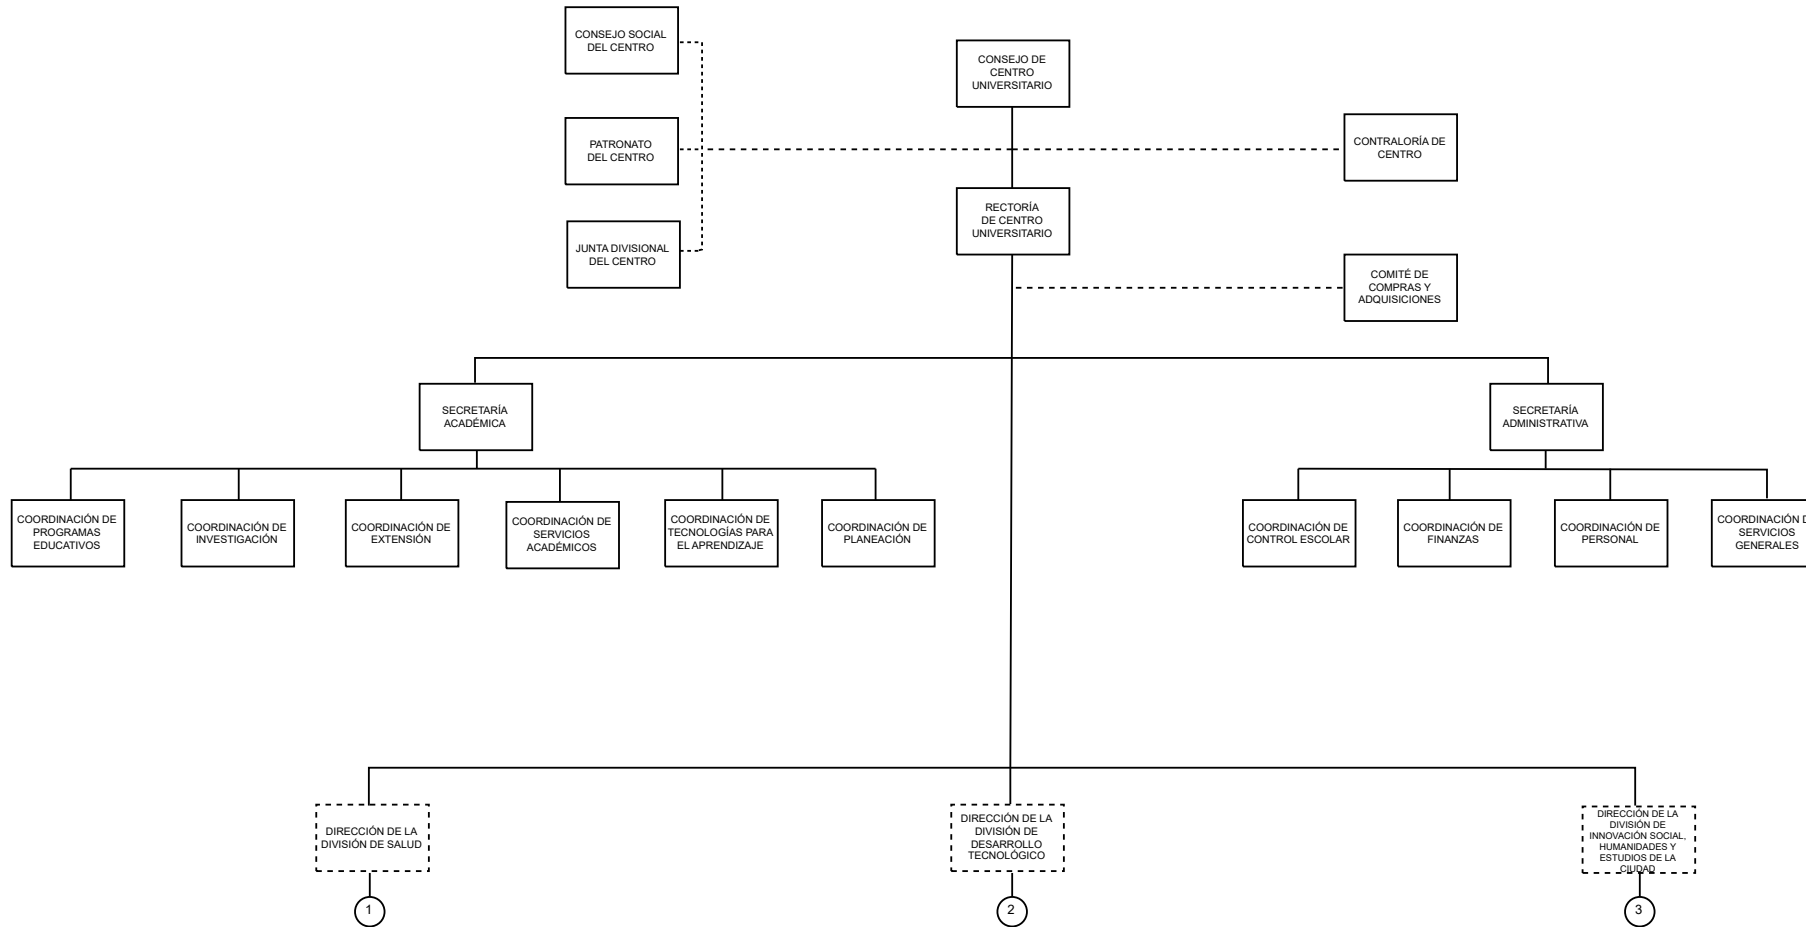 CONSEJO SOCIAL
DEL CENTRO
CONSEJO DE
CENTRO
UNIVERSITARIO
PATRONATO
DEL CENTRO
CONTRALORÍA DE
CENTRO
RECTORÍA
DE CENTRO
UNIVERSITARIO
JUNTA DIVISIONAL
DEL CENTRO
COMITÉ DE
COMPRAS Y
ADQUISICIONES
SECRETARÍA
ACADÉMICA
SECRETARÍA
ADMINISTRATIVA
COORDINACIÓN DE
PROGRAMAS
EDUCATIVOS
COORDINACIÓN DE
INVESTIGACIÓN
COORDINACIÓN DE
EXTENSIÓN
COORDINACIÓN DE
SERVICIOS
ACADÉMICOS
COORDINACIÓN DE
TECNOLOGÍAS PARA
EL APRENDIZAJE
COORDINACIÓN DE
PLANEACIÓN
COORDINACIÓN DE
CONTROL ESCOLAR
COORDINACIÓN DE
FINANZAS
COORDINACIÓN DE
PERSONAL
COORDINACIÓN
SERVICIOS
GENERALES
DIRECCIÓN DE LA
DIVISIÓN DE SALUD
DIRECCIÓN DE LA
DIVISIÓN DE
DESARROLLO
TECNOLÓGICO
DIRECCIÓN DE LA
DIVISIÓN DE
INNOVACIÓN SOCIAL,
HUMANIDADES Y
ESTUDIOS DE LA
CIUDAD
1
2
3